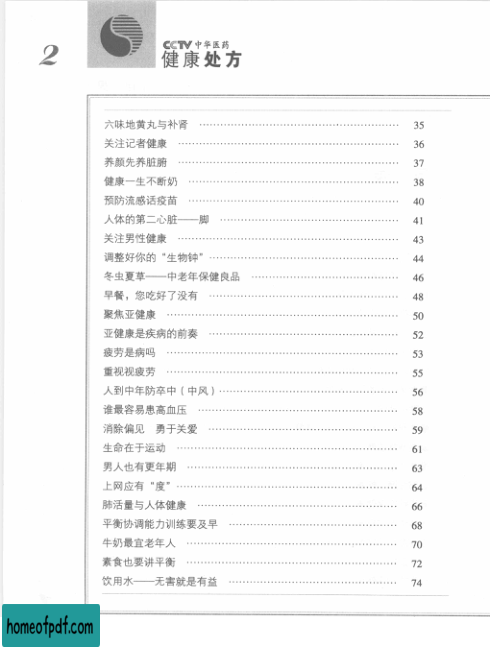 2
CCTV 中华医药
健康处方
六味地黄丸与补肾 ………………………………………… 35
关注记者健康 ………………………………………… 36
养颜先养脏腑 ………………………………………… 37
健康一生不断奶 ………………………………………… 38
预防流感话疫苗 ………………………………………… 40
人体的第二心脏——脚 ………………………………………… 41
关注男性健康 ………………………………………… 43
调整好你的“生物钟” ………………………………………… 44
冬虫夏草——中老年保健良品 ………………………………………… 46
早餐，您吃好了没有 ………………………………………… 48
聚焦亚健康 ………………………………………… 50
亚健康是疾病的前奏 ………………………………………… 52
疲劳是病吗 ………………………………………… 53
重视视疲劳 ………………………………………… 55
人到中年防卒中（中风） ………………………………………… 56
谁最容易患高血压 ………………………………………… 58
消除偏见　勇于关爱 ………………………………………… 59
生命在于运动 ………………………………………… 61
男人也有更年期 ………………………………………… 63
上网应有“度” ………………………………………… 64
肺活量与人体健康 ………………………………………… 66
平衡协调能力训练要及早 ………………………………………… 68
牛奶最宜老年人 ………………………………………… 70
素食也要讲平衡 ………………………………………… 72
饮用水——无害就是有益 ………………………………………… 74
homeofpdf.com